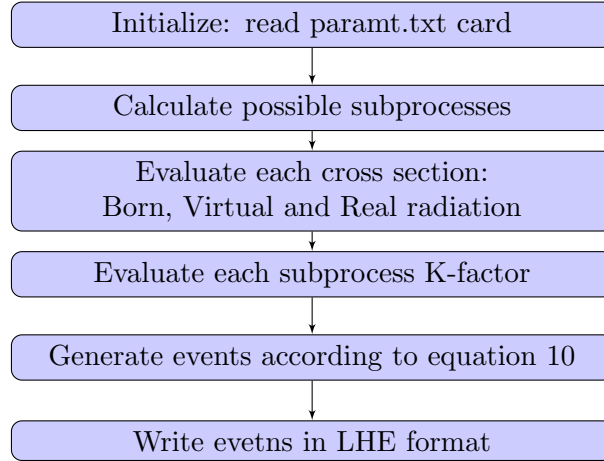 Initialize: read paramt.txt card
Calculate possible subprocesses
Evaluate each cross section:
Born, Virtual and Real radiation
Evaluate each subprocess K-factor
Generate events according to equation 10
Write evetns in LHE format